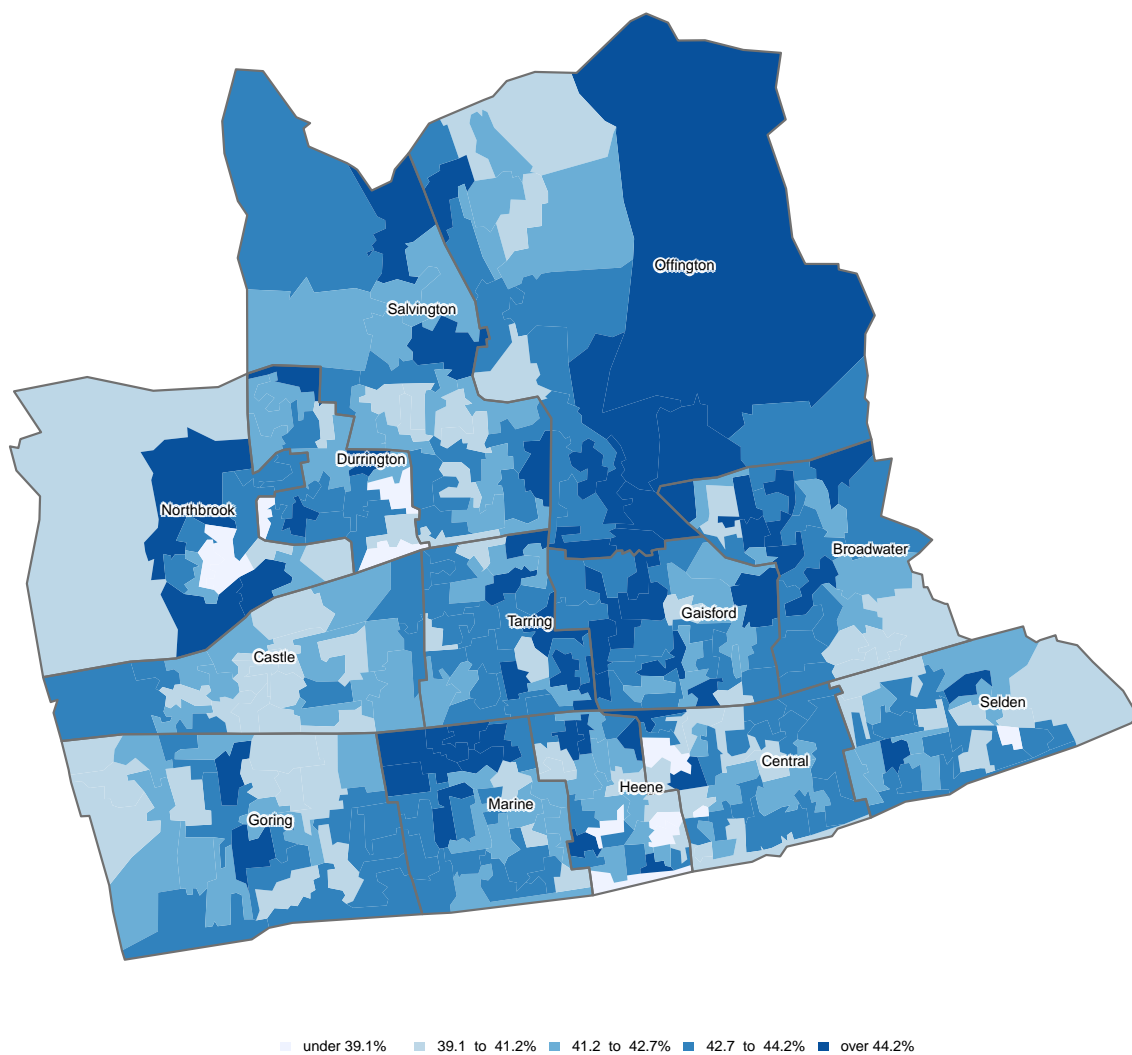 Offington
Salvington
Durrington
Northbrook
Broadwater
Gaisford
Tarring
Castle
Selden
Central
Heene
Marine
Goring
under 39.1% 39.1 to 41.2% 41.2 to 42.7% 42.7 to 44.2% over 44.2%